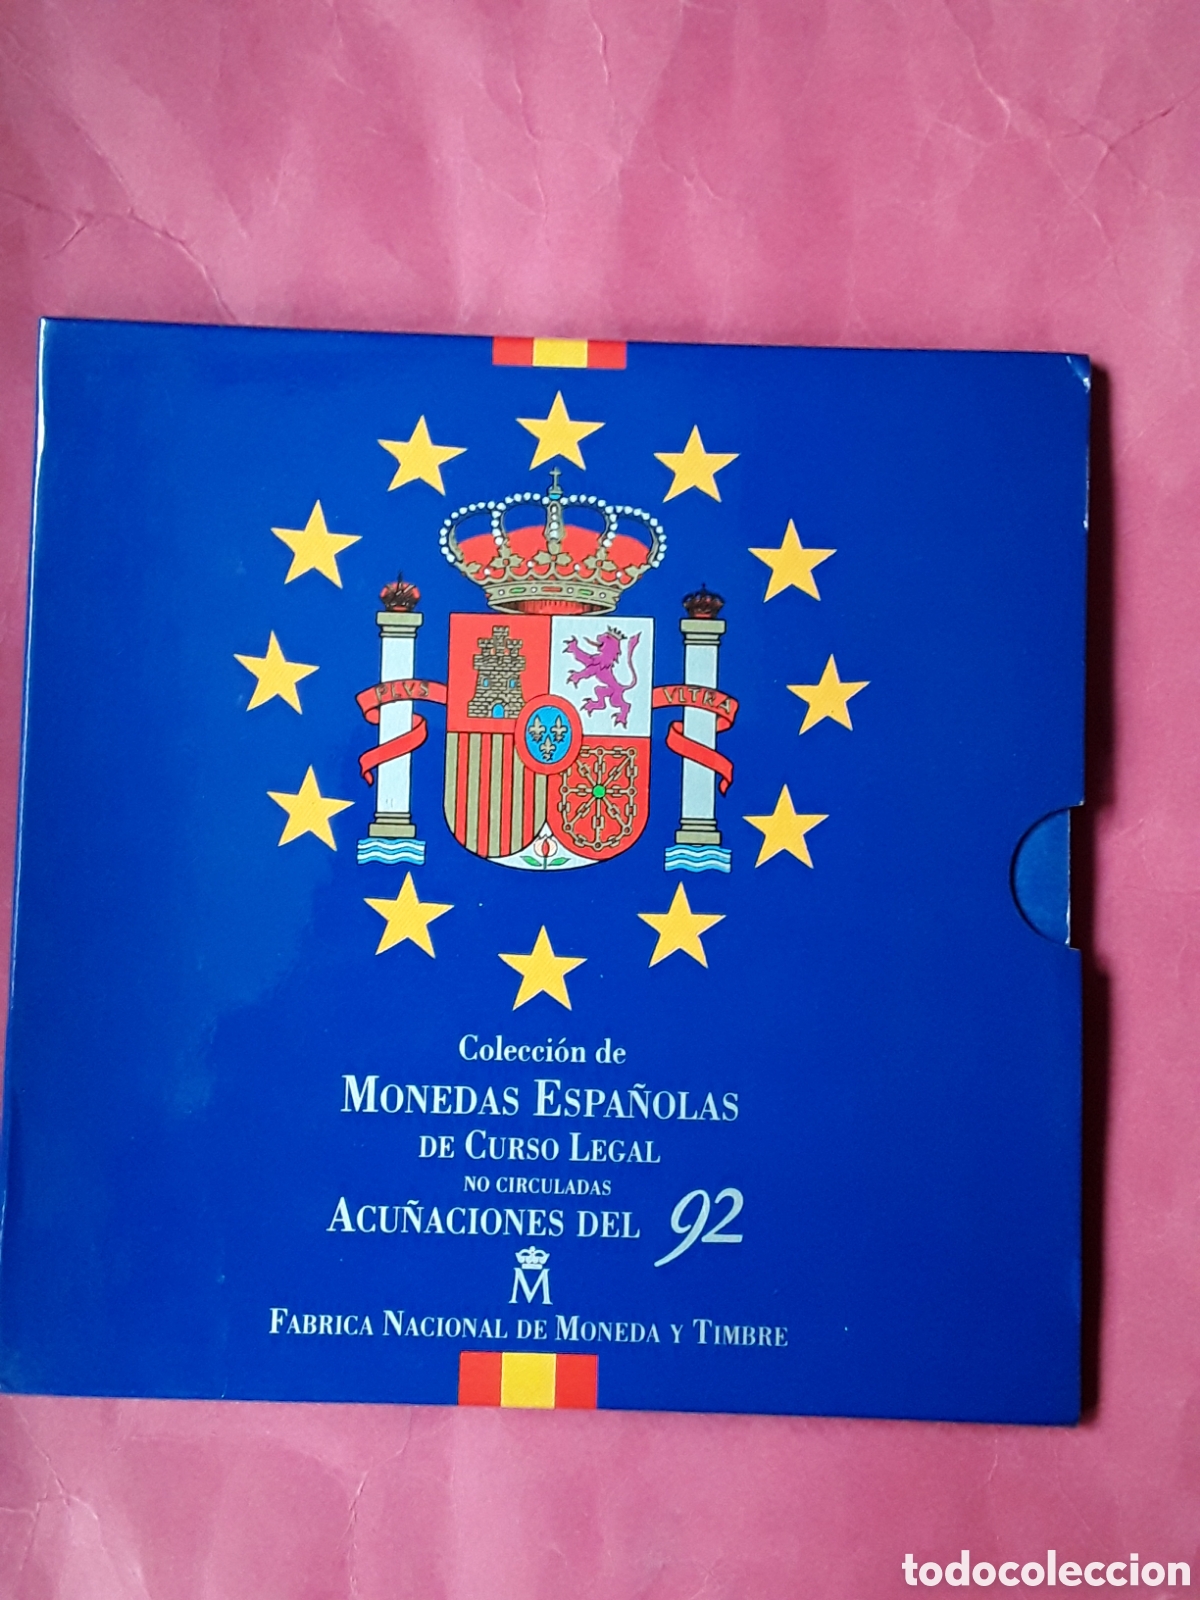 PLVS
VLTRA
Colección de
MONEDAS ESPAÑOLAS
DE CURSO LEGAL
NO CIRCULADAS
ACUÑACIONES DEL 92
M
FABRICA NACIONAL DE MONEDA Y TIMBRE
todocoleccion